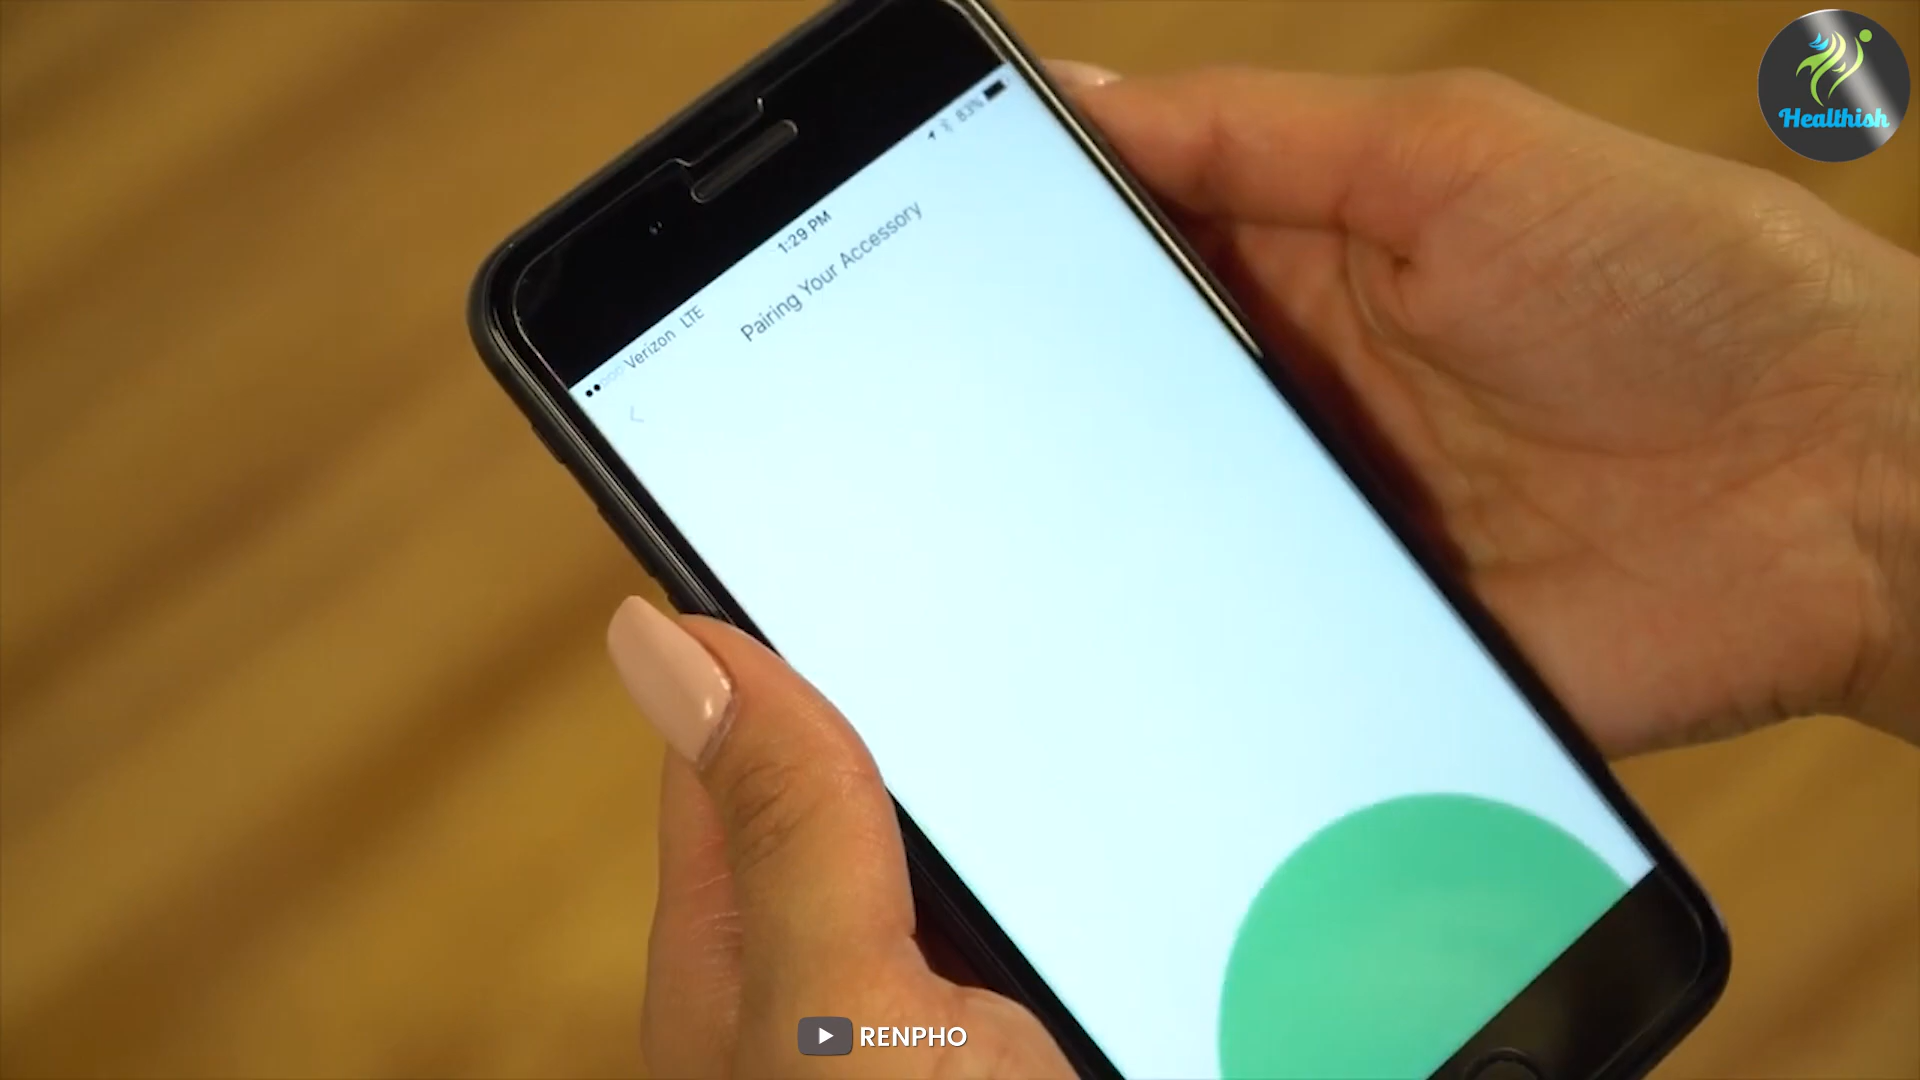 Healthish
Verizon LTE
1:29 PM
83%
Pairing Your Accessory
RENPHO